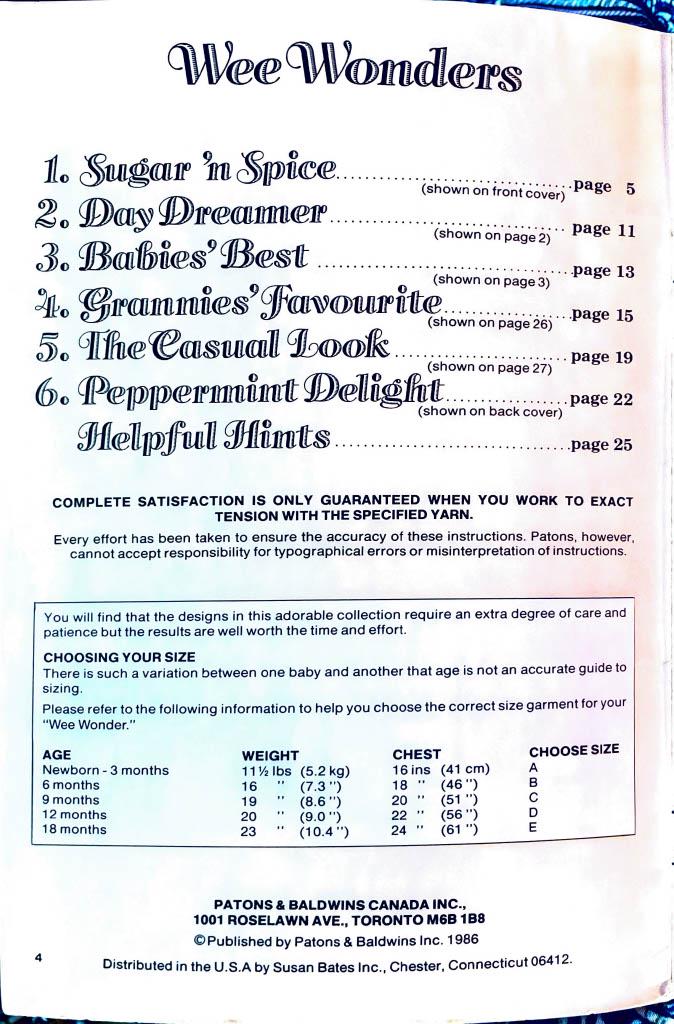 Wee Wonders
1. Sugar 'n Spice..............................page 5
(shown on front cover)
2. Day Dreamer..............................page 11
(shown on page 2)
3. Babies' Best ..............................page 13
(shown on page 3)
4. Grannies' Favourite....................page 15
(shown on page 26)
5. The Casual Look.........................page 19
(shown on page 27)
6. Peppermint Delight....................page 22
(shown on back cover)
Helpful Hints..............................page 25
COMPLETE SATISFACTION IS ONLY GUARANTEED WHEN YOU WORK TO EXACT
TENSION WITH THE SPECIFIED YARN.
Every effort has been taken to ensure the accuracy of these instructions. Patons, however,
cannot accept responsibility for typographical errors or misinterpretation of instructions.
You will find that the designs in this adorable collection require an extra degree of care and
patience but the results are well worth the time and effort.
CHOOSING YOUR SIZE
There is such a variation between one baby and another that age is not an accurate guide to
sizing.
Please refer to the following information to help you choose the correct size garment for your
"Wee Wonder."
AGE WEIGHT CHEST CHOOSE SIZE
Newborn - 3 months 11½ lbs (5.2 kg) 16 ins (41 cm) A
6 months 16 " (7.3 ") 18 " (46 ") B
9 months 19 " (8.6 ") 20 " (51 ") C
12 months 20 " (9.0 ") 22 " (56 ") D
18 months 23 " (10.4 ") 24 " (61 ") E
PATONS & BALDWINS CANADA INC.,
1001 ROSELAWN AVE., TORONTO M6B 1B8
©Published by Patons & Baldwins Inc. 1986
4
Distributed in the U.S.A by Susan Bates Inc., Chester, Connecticut 06412.